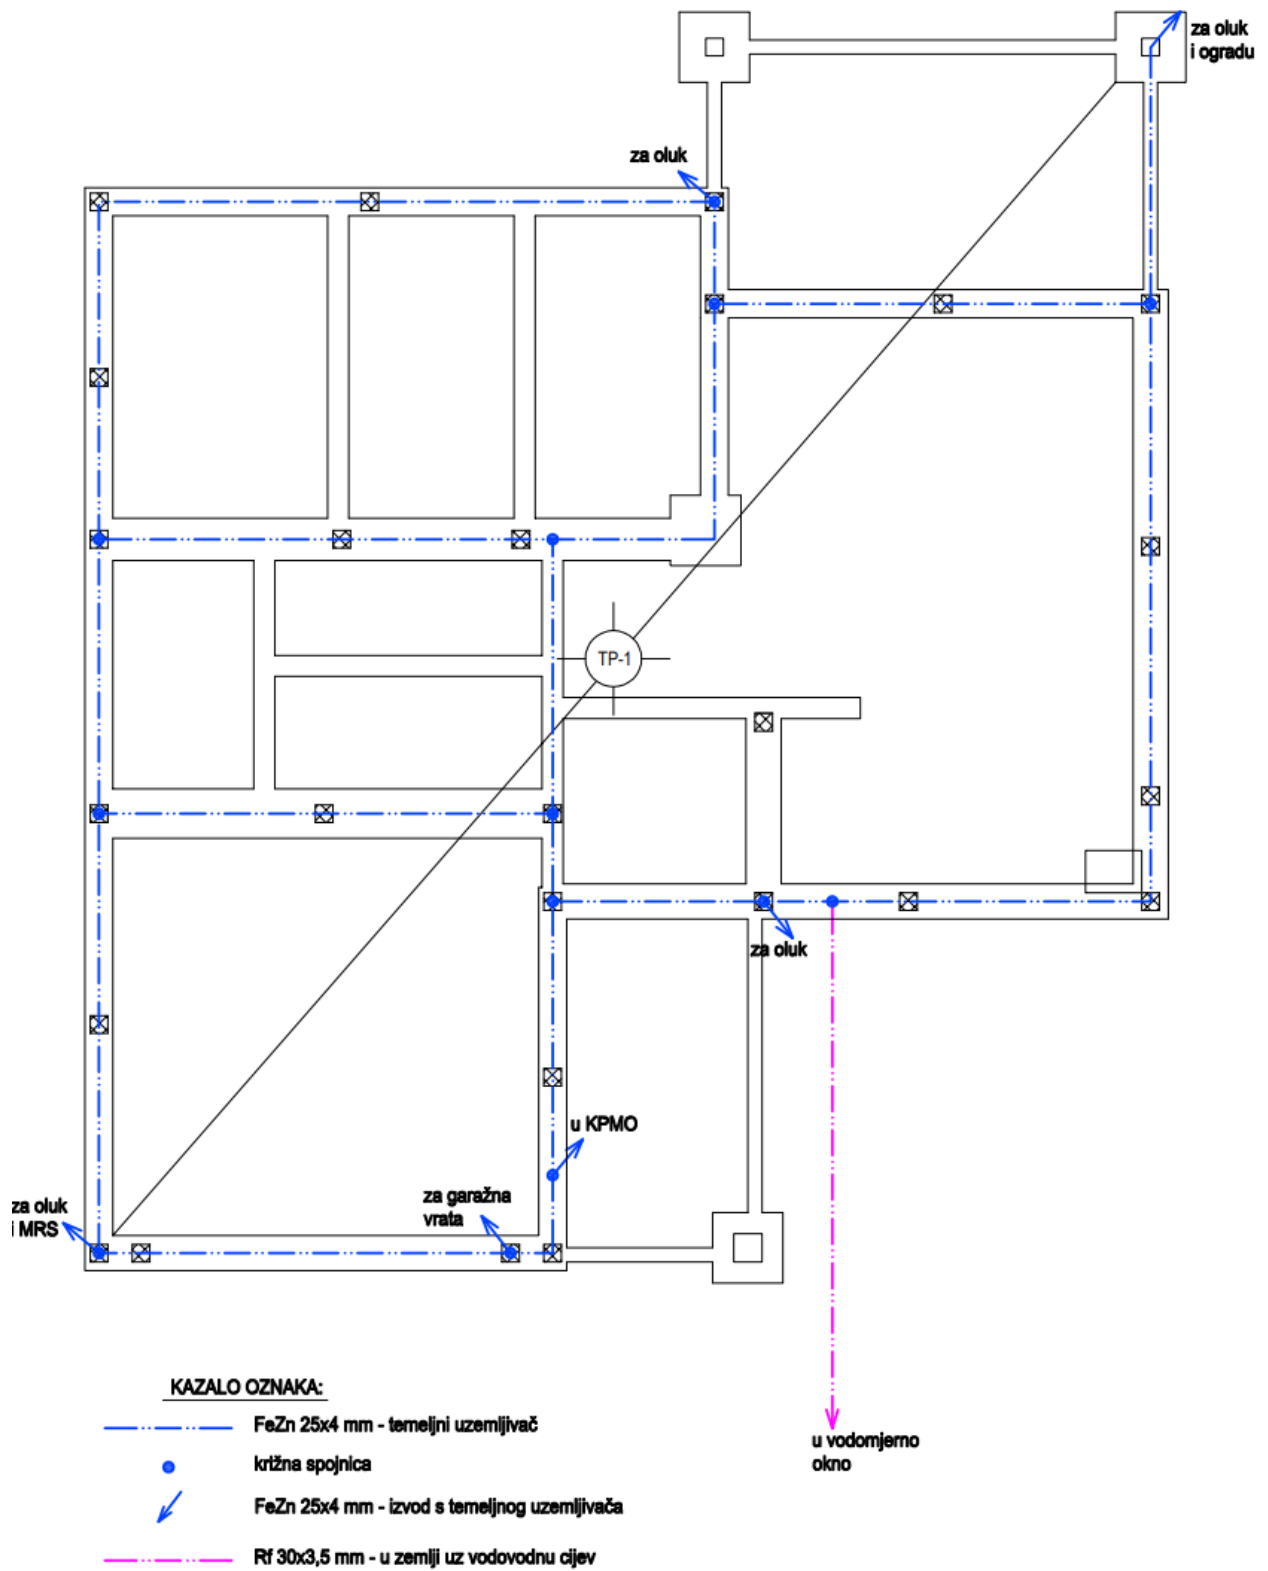 za oluk
i ogradu
za oluk
TP-1
za oluk
u KPMO
za garažna
vrata
za oluk
i MRS
KAZALO OZNAKA:
FeZn 25x4 mm - temeljni uzemljivač
križna spojnica
FeZn 25x4 mm - izvod s temeljnog uzemljivača
Rf 30x3,5 mm - u zemlji uz vodovodnu cijev
u vodomjerno
okno